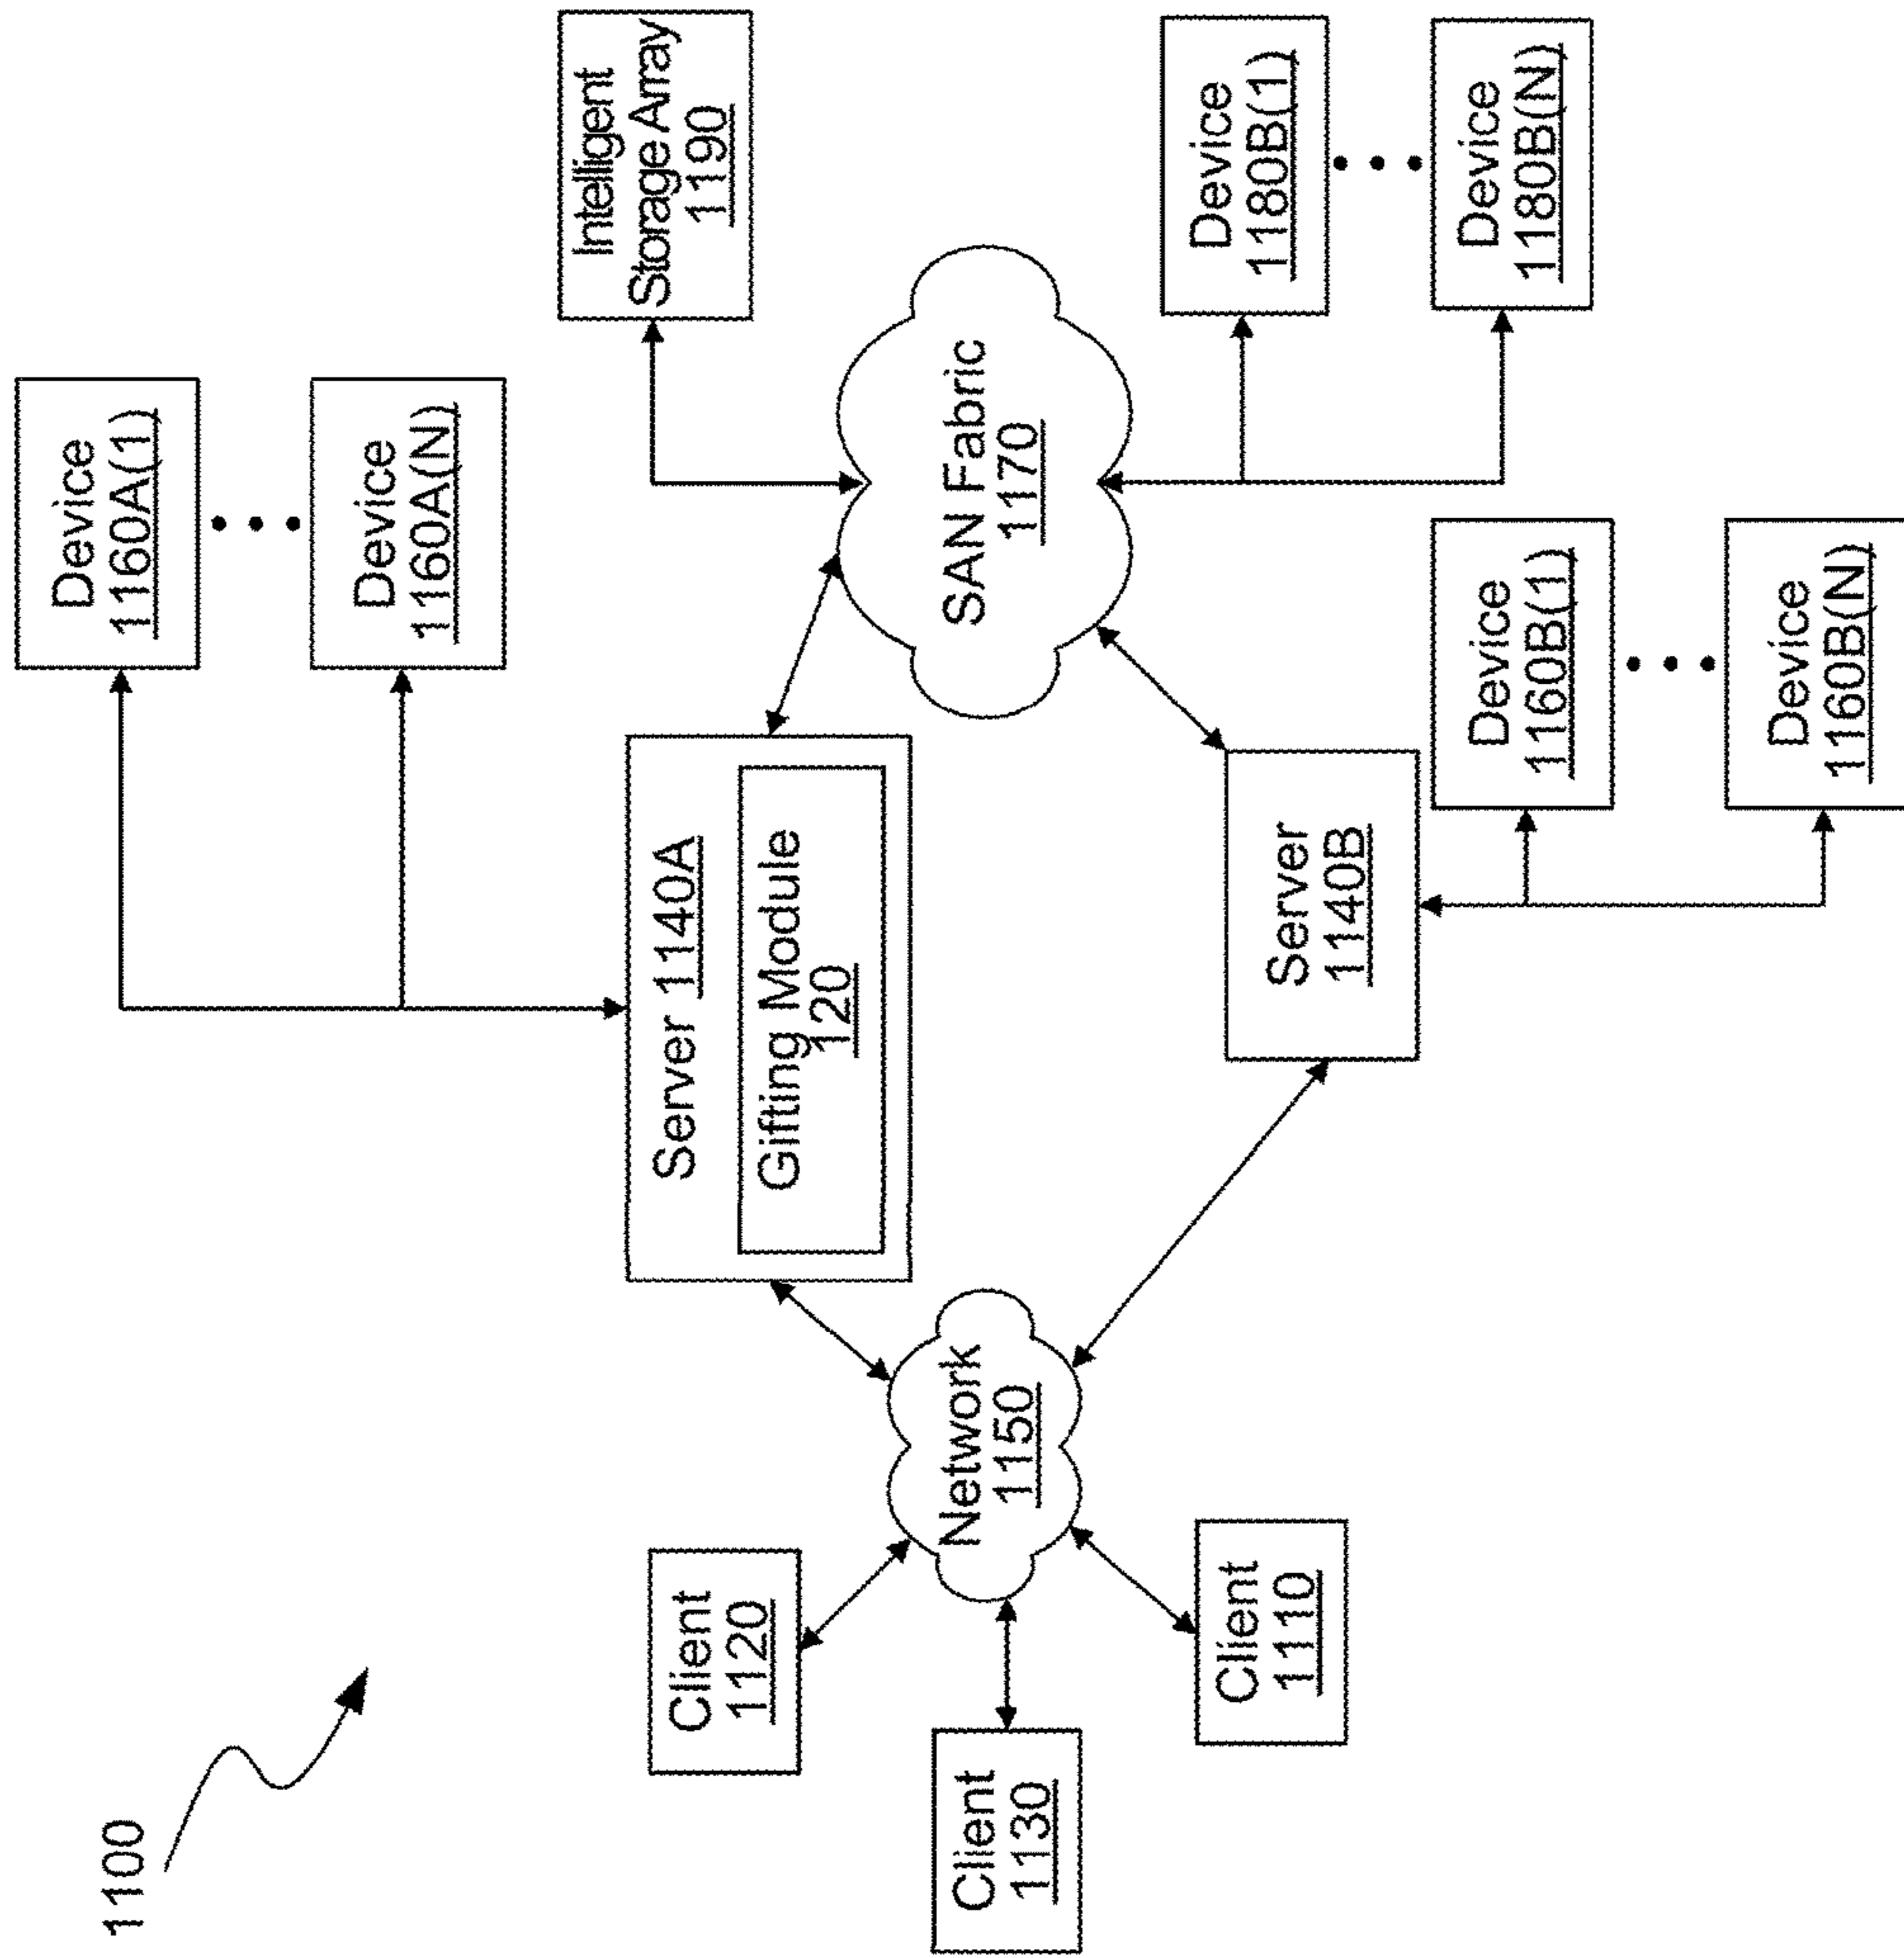 1100
Device
1160A(1)
Device
1160A(N)
Intelligent
Storage Array
1190
Client
1120
Server 1140A
Gifting Module
120
Client
1130
Network
1150
SAN Fabric
1170
Client
1110
Server
1140B
Device
1180B(1)
Device
1180B(N)
Device
1160B(1)
Device
1160B(N)